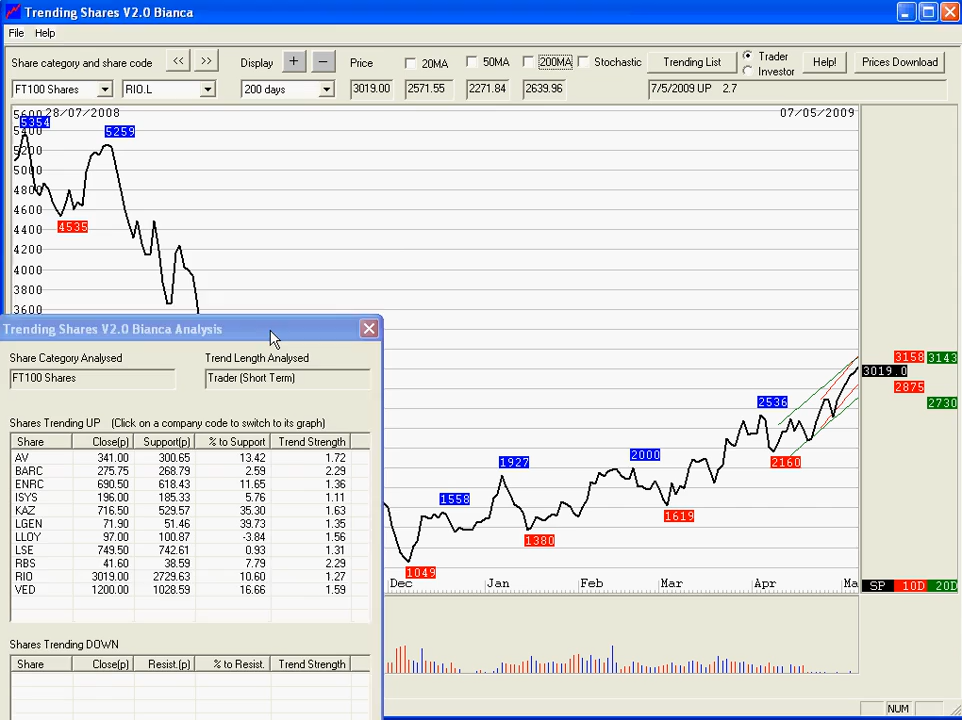 Trending Shares V2.0 Bianca
File Help
Share category and share code << >> Display + − Price 20MA 50MA 200MA Stochastic Trending List Trader Investor Help! Prices Download
FT100 Shares RIO.L 200 days 3019.00 2571.55 2271.84 2639.96 7/5/2009 UP 2.7
28/07/2008 07/05/2009
5600
5354
5400
5259
5200
5000
4800
4600
4535
4400
4200
4000
3800
3600
Trending Shares V2.0 Bianca Analysis
Share Category Analysed Trend Length Analysed
FT100 Shares Trader (Short Term)
Shares Trending UP (Click on a company code to switch to its graph)
Share Close(p) Support(p) % to Support Trend Strength
AV 341.00 300.65 13.42 1.72
BARC 275.75 268.79 2.59 2.29
ENRC 690.50 618.43 11.65 1.36
ISYS 196.00 185.33 5.76 1.11
KAZ 716.50 529.57 35.30 1.63
LGEN 71.90 51.46 39.73 1.35
LLOY 97.00 100.87 -3.84 1.56
LSE 749.50 742.61 0.93 1.31
RBS 41.60 38.59 7.79 2.29
RIO 3019.00 2729.63 10.60 1.27
VED 1200.00 1028.59 16.66 1.59
Shares Trending DOWN
Share Close(p) Resist.(p) % to Resist. Trend Strength
3158 3143
3019.0
2875
2730
2536
2160
2000
1927
1619
1558
1380
1049
Dec Jan Feb Mar Apr Ma
SP 10D 20D
NUM